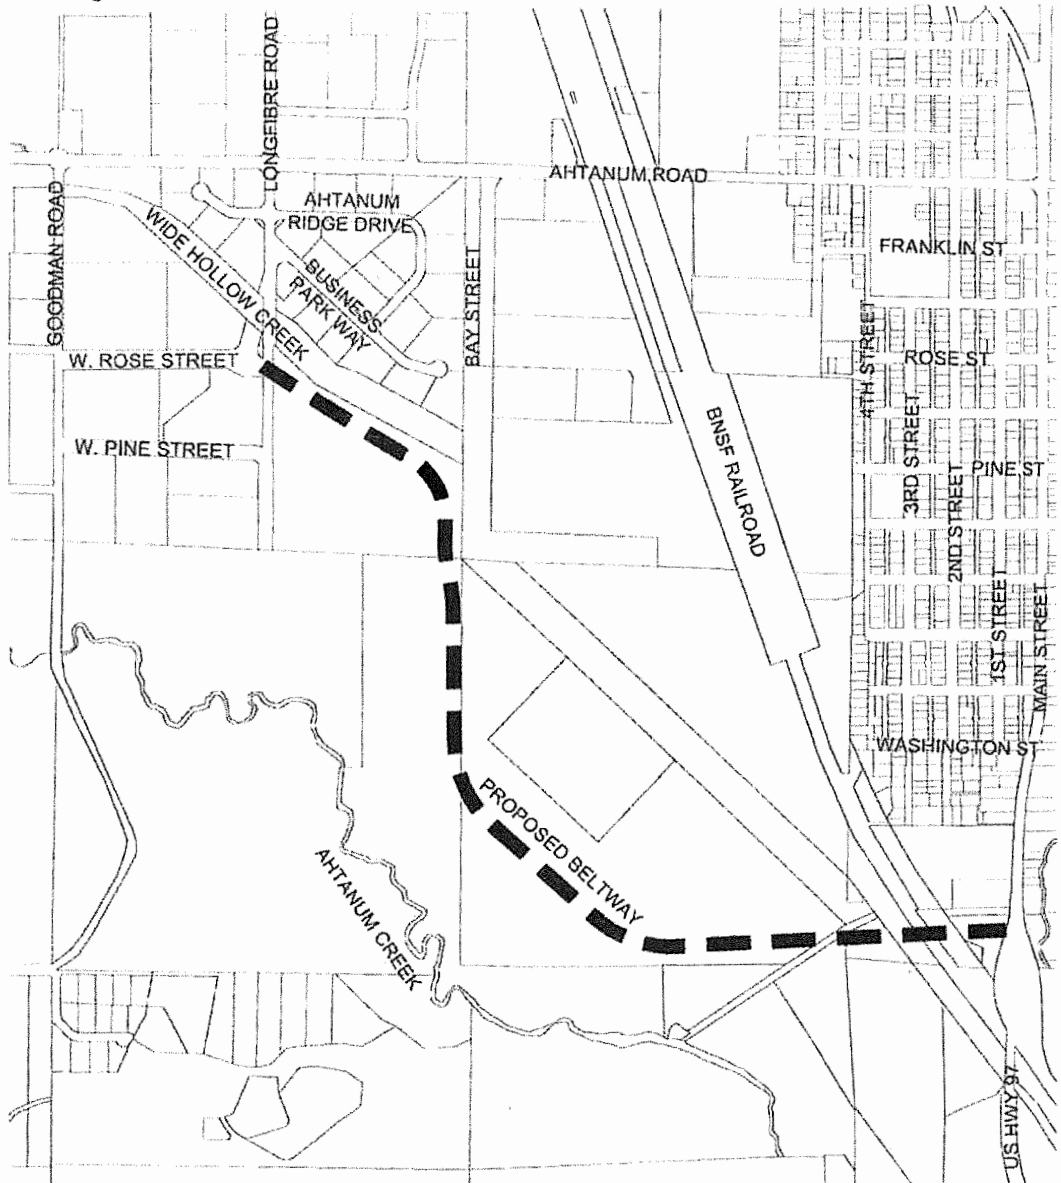 LONGFIBRE ROAD
AHTANUM ROAD
GOODMAN ROAD
AHTANUM
RIDGE DRIVE
WIDE HOLLOW CREEK
BUSINESS
PARK WAY
BAY STREET
FRANKLIN ST
W. ROSE STREET
4TH STREET
ROSE ST
W. PINE STREET
BNSF RAILROAD
3RD STREET
PINE ST
2ND STREET
1ST STREET
MAIN STREET
WASHINGTON ST
PROPOSED BELTWAY
AHTANUM CREEK
US HWY 97